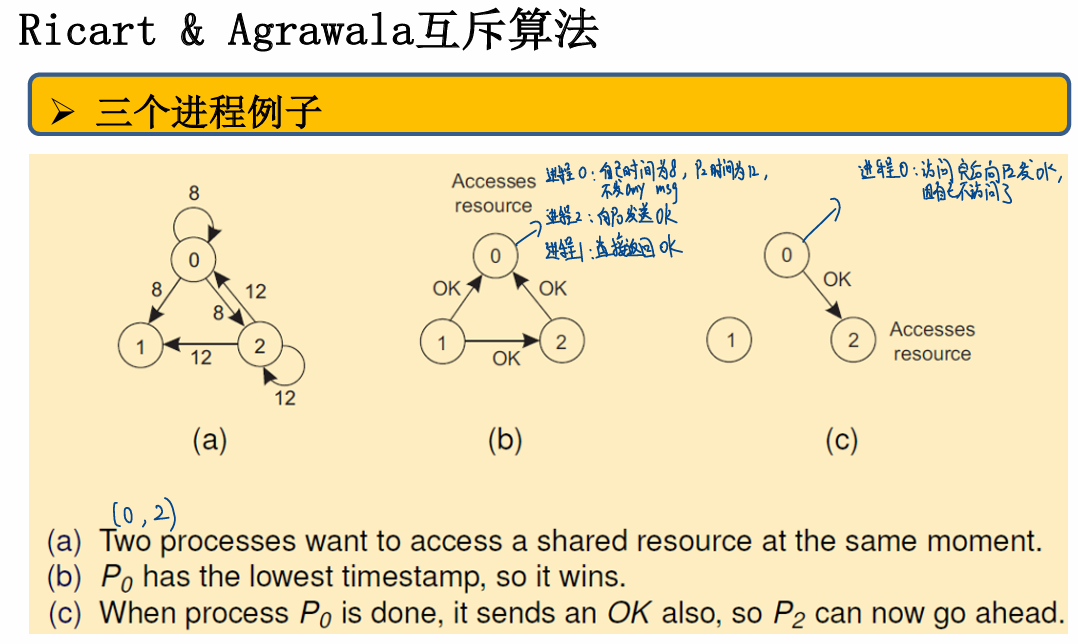 Ricart & Agrawala互斥算法
➢ 三个进程例子
8
0
8
8
12
1
12
2
12
(a)
Accesses
resource
进程0：自己时间为8，P2时间为12，
不发any msg
进程2：向P0发送OK
进程1：直接返回OK
0
OK
OK
1
OK
2
(b)
进程0：访问完后向P2发OK，
且自己不访问了
0
OK
1
2
Accesses
resource
(c)
(0，2)
(a) Two processes want to access a shared resource at the same moment.
(b) P0 has the lowest timestamp, so it wins.
(c) When process P0 is done, it sends an OK also, so P2 can now go ahead.